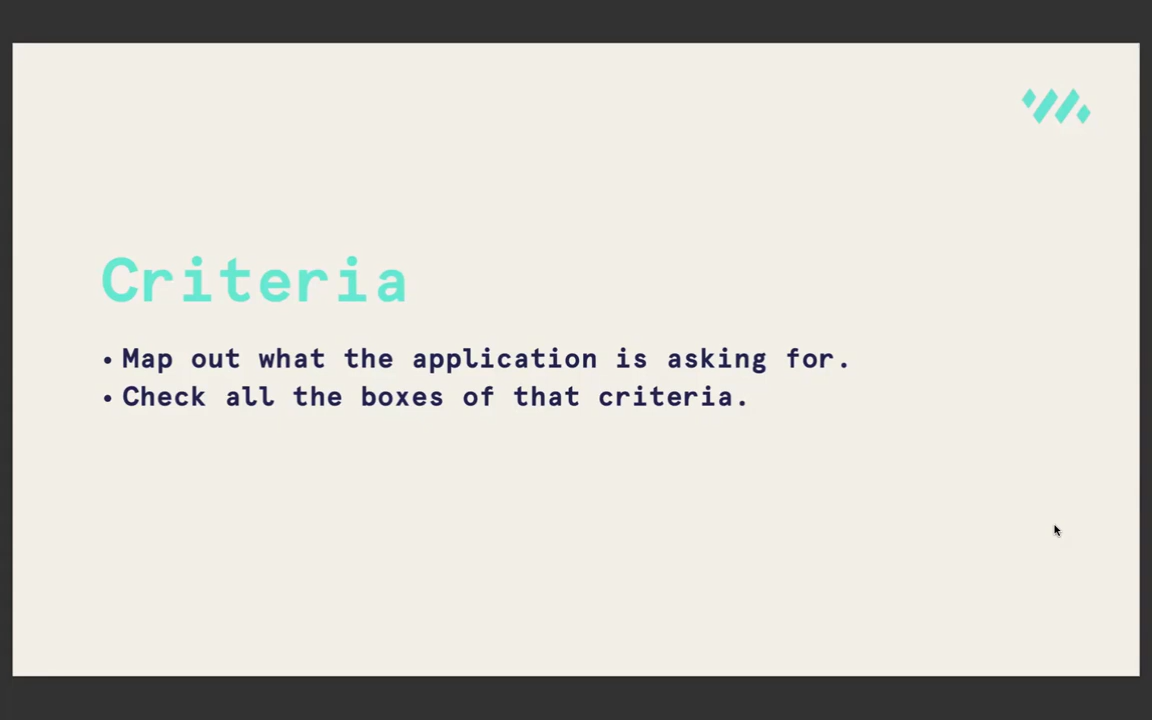 Criteria
• Map out what the application is asking for.
• Check all the boxes of that criteria.